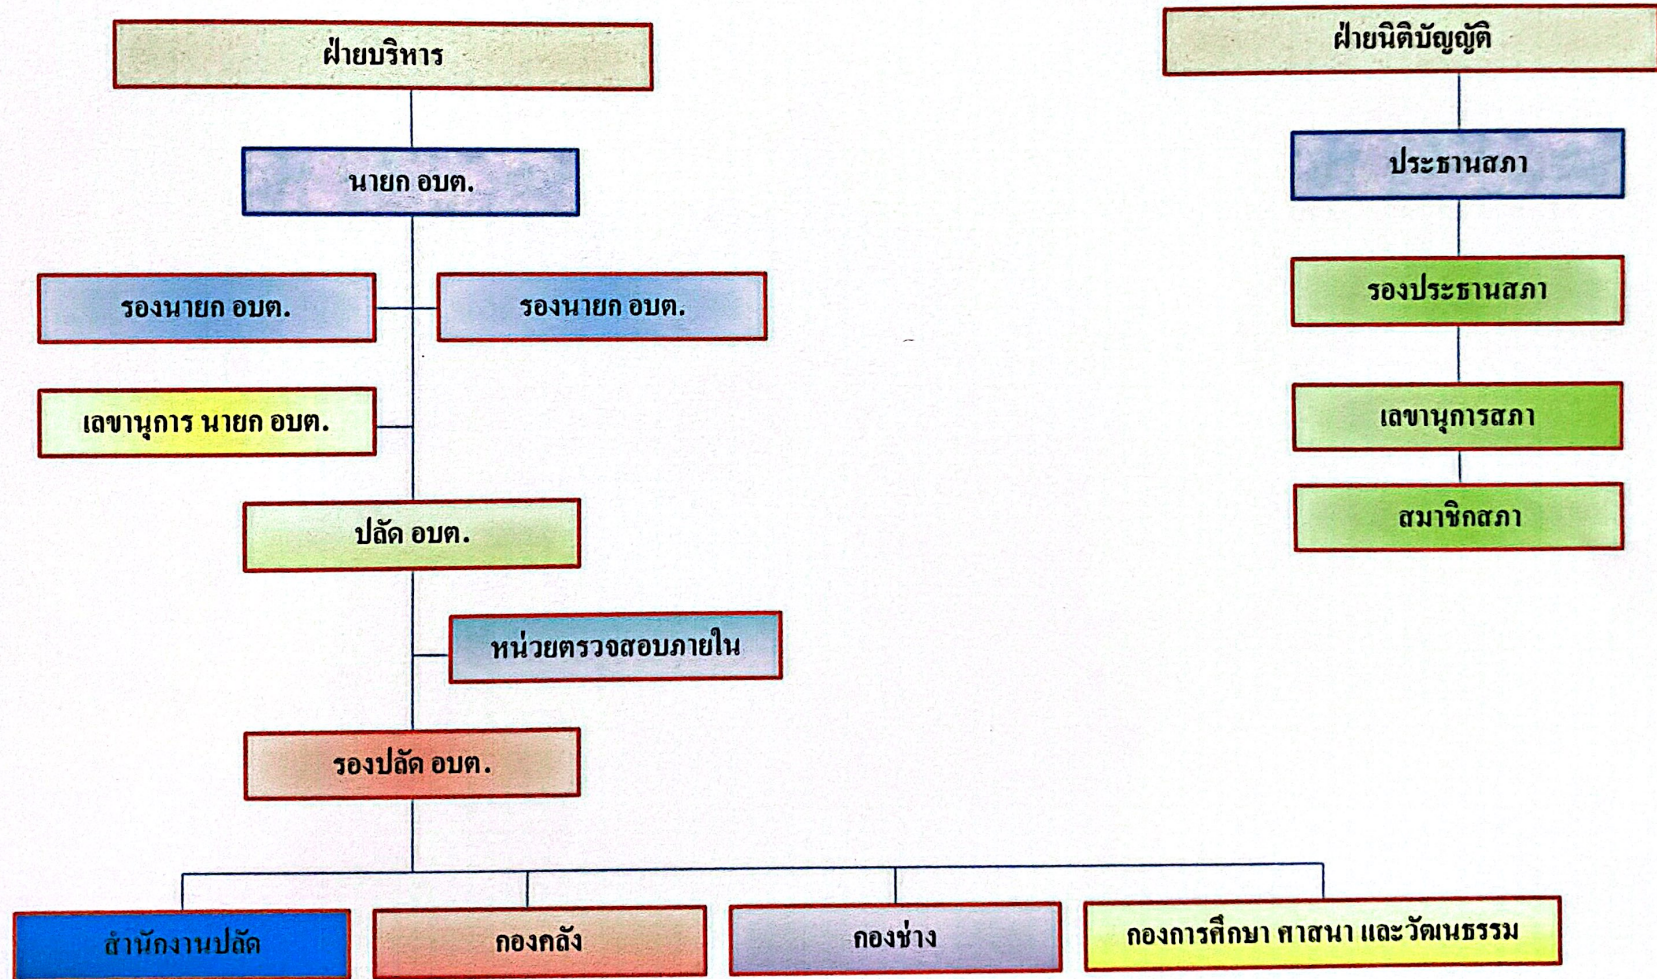 ฝ่ายบริหาร
นายก อบต.
รองนายก อบต.
รองนายก อบต.
เลขานุการ นายก อบต.
ปลัด อบต.
หน่วยตรวจสอบภายใน
รองปลัด อบต.
สำนักงานปลัด
กองคลัง
กองช่าง
กองการศึกษา ศาสนา และวัฒนธรรม
ฝ่ายนิติบัญญัติ
ประธานสภา
รองประธานสภา
เลขานุการสภา
สมาชิกสภา